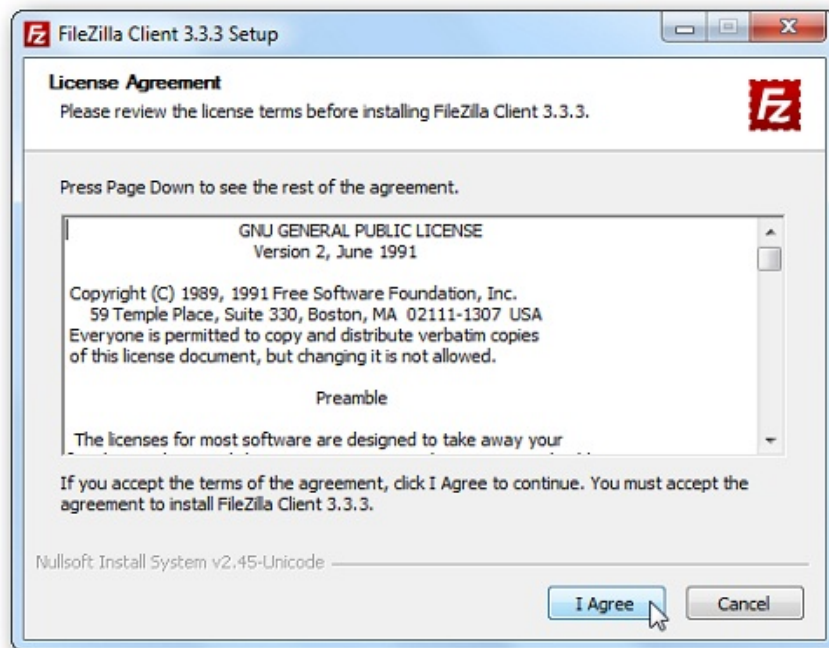 Fz FileZilla Client 3.3.3 Setup
License Agreement
Please review the license terms before installing FileZilla Client 3.3.3.
Fz
Press Page Down to see the rest of the agreement.
GNU GENERAL PUBLIC LICENSE
Version 2, June 1991
Copyright (C) 1989, 1991 Free Software Foundation, Inc.
59 Temple Place, Suite 330, Boston, MA 02111-1307 USA
Everyone is permitted to copy and distribute verbatim copies
of this license document, but changing it is not allowed.
Preamble
The licenses for most software are designed to take away your
If you accept the terms of the agreement, click I Agree to continue. You must accept the
agreement to install FileZilla Client 3.3.3.
Nullsoft Install System v2.45-Unicode
I Agree Cancel